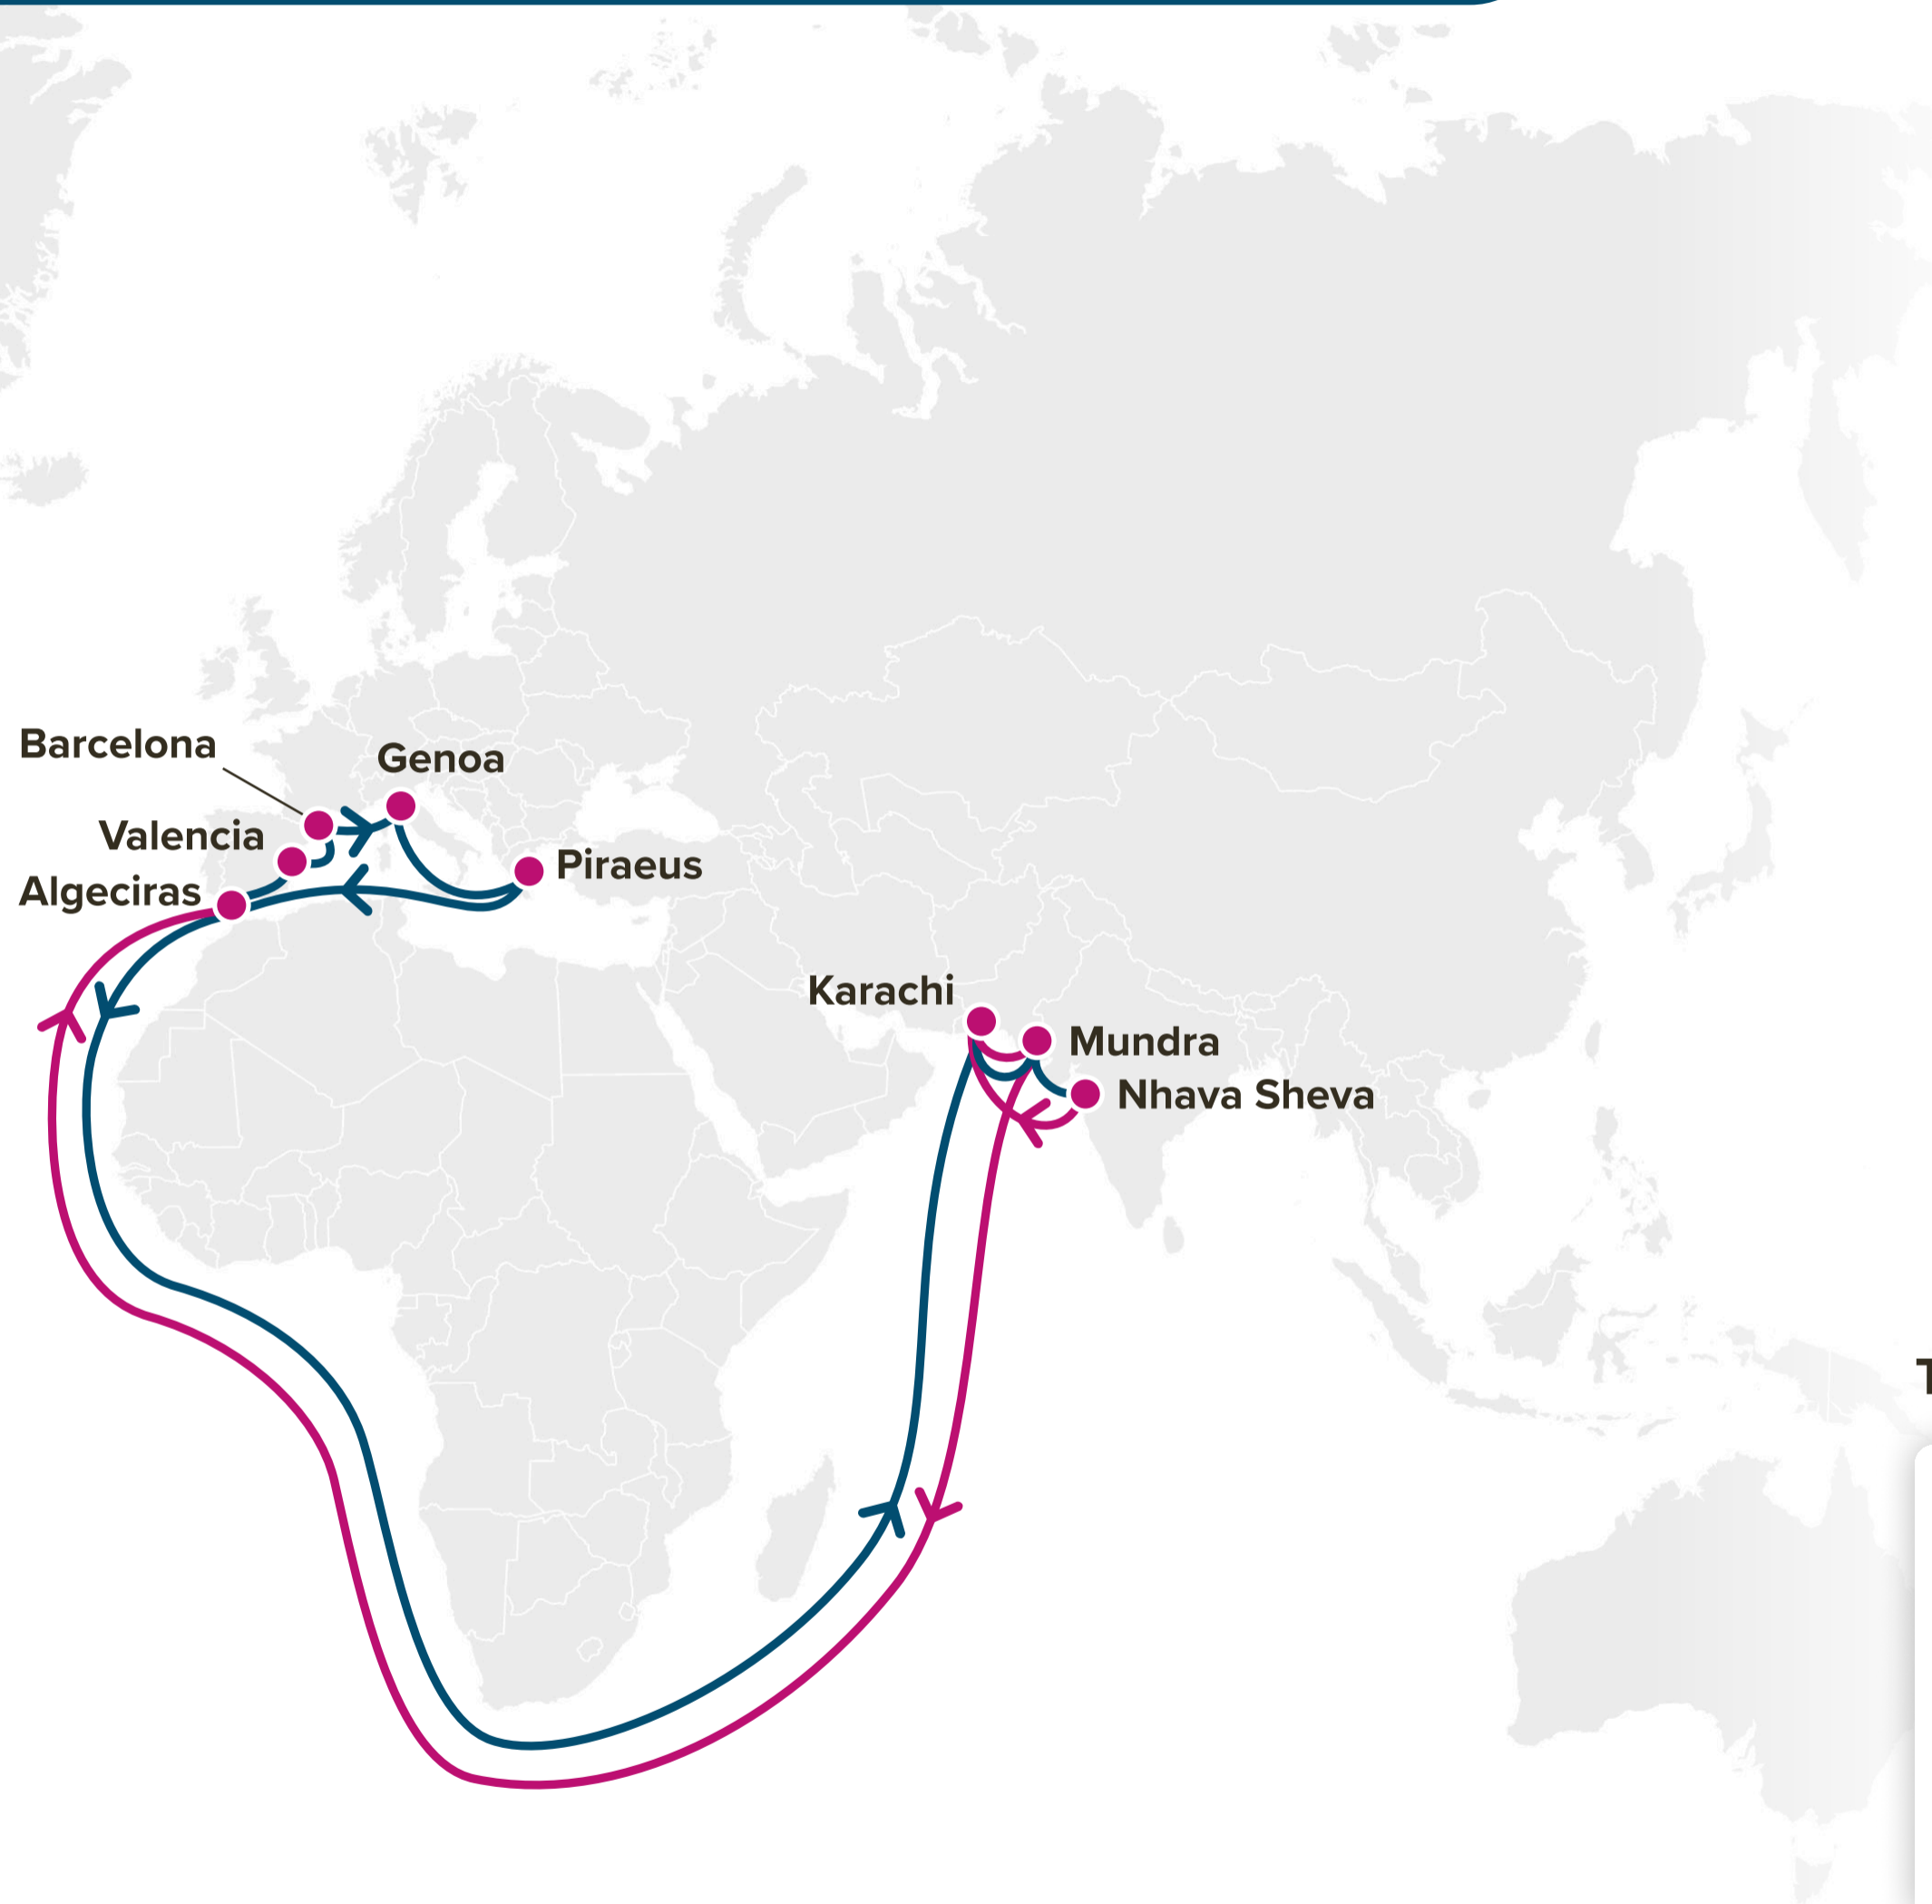 Barcelona
Genoa
Valencia
Piraeus
Algeciras
Karachi
Mundra
Nhava Sheva